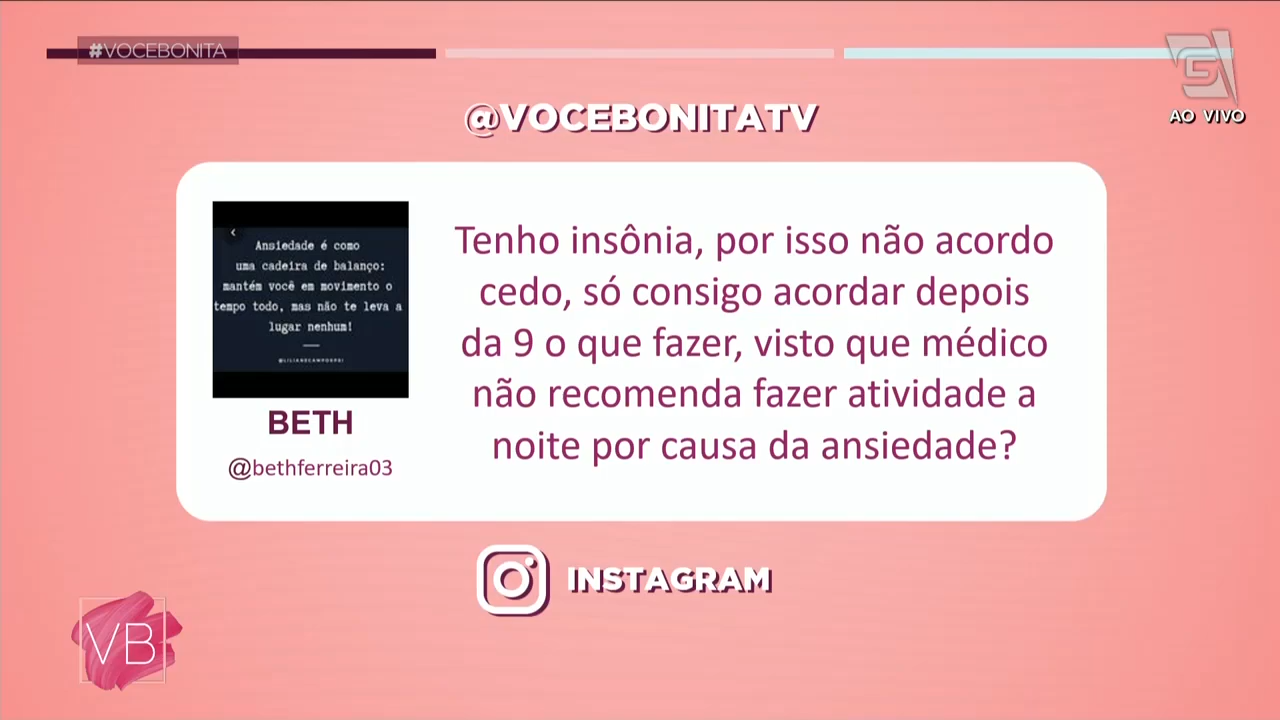 #VOCEBONITA
AO VIVO
@VOCEBONITATV
Ansiedade é como
uma cadeira de balanço:
mantém você em movimento o
tempo todo, mas não te leva a
lugar nenhum!
BETH
@bethferreira03
Tenho insônia, por isso não acordo
cedo, só consigo acordar depois
da 9 o que fazer, visto que médico
não recomenda fazer atividade a
noite por causa da ansiedade?
INSTAGRAM
VB